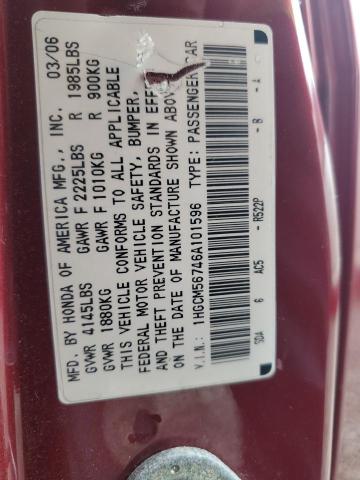 MFD. BY HONDA OF AMERICA MFG., INC. 03/06
GVWR 4145LBS GAWR F 2225LBS R 1985LBS
GVWR 1880KG GAWR F 1010KG R 900KG
THIS VEHICLE CONFORMS TO ALL APPLICABLE
FEDERAL MOTOR VEHICLE SAFETY, BUMPER,
AND THEFT PREVENTION STANDARDS IN EFFECT
ON THE DATE OF MANUFACTURE SHOWN ABOVE.
V.I.N.: 1HGCM56746A101596 TYPE: PASSENGER CAR
SDA 6 AC5 - R522P - B - A